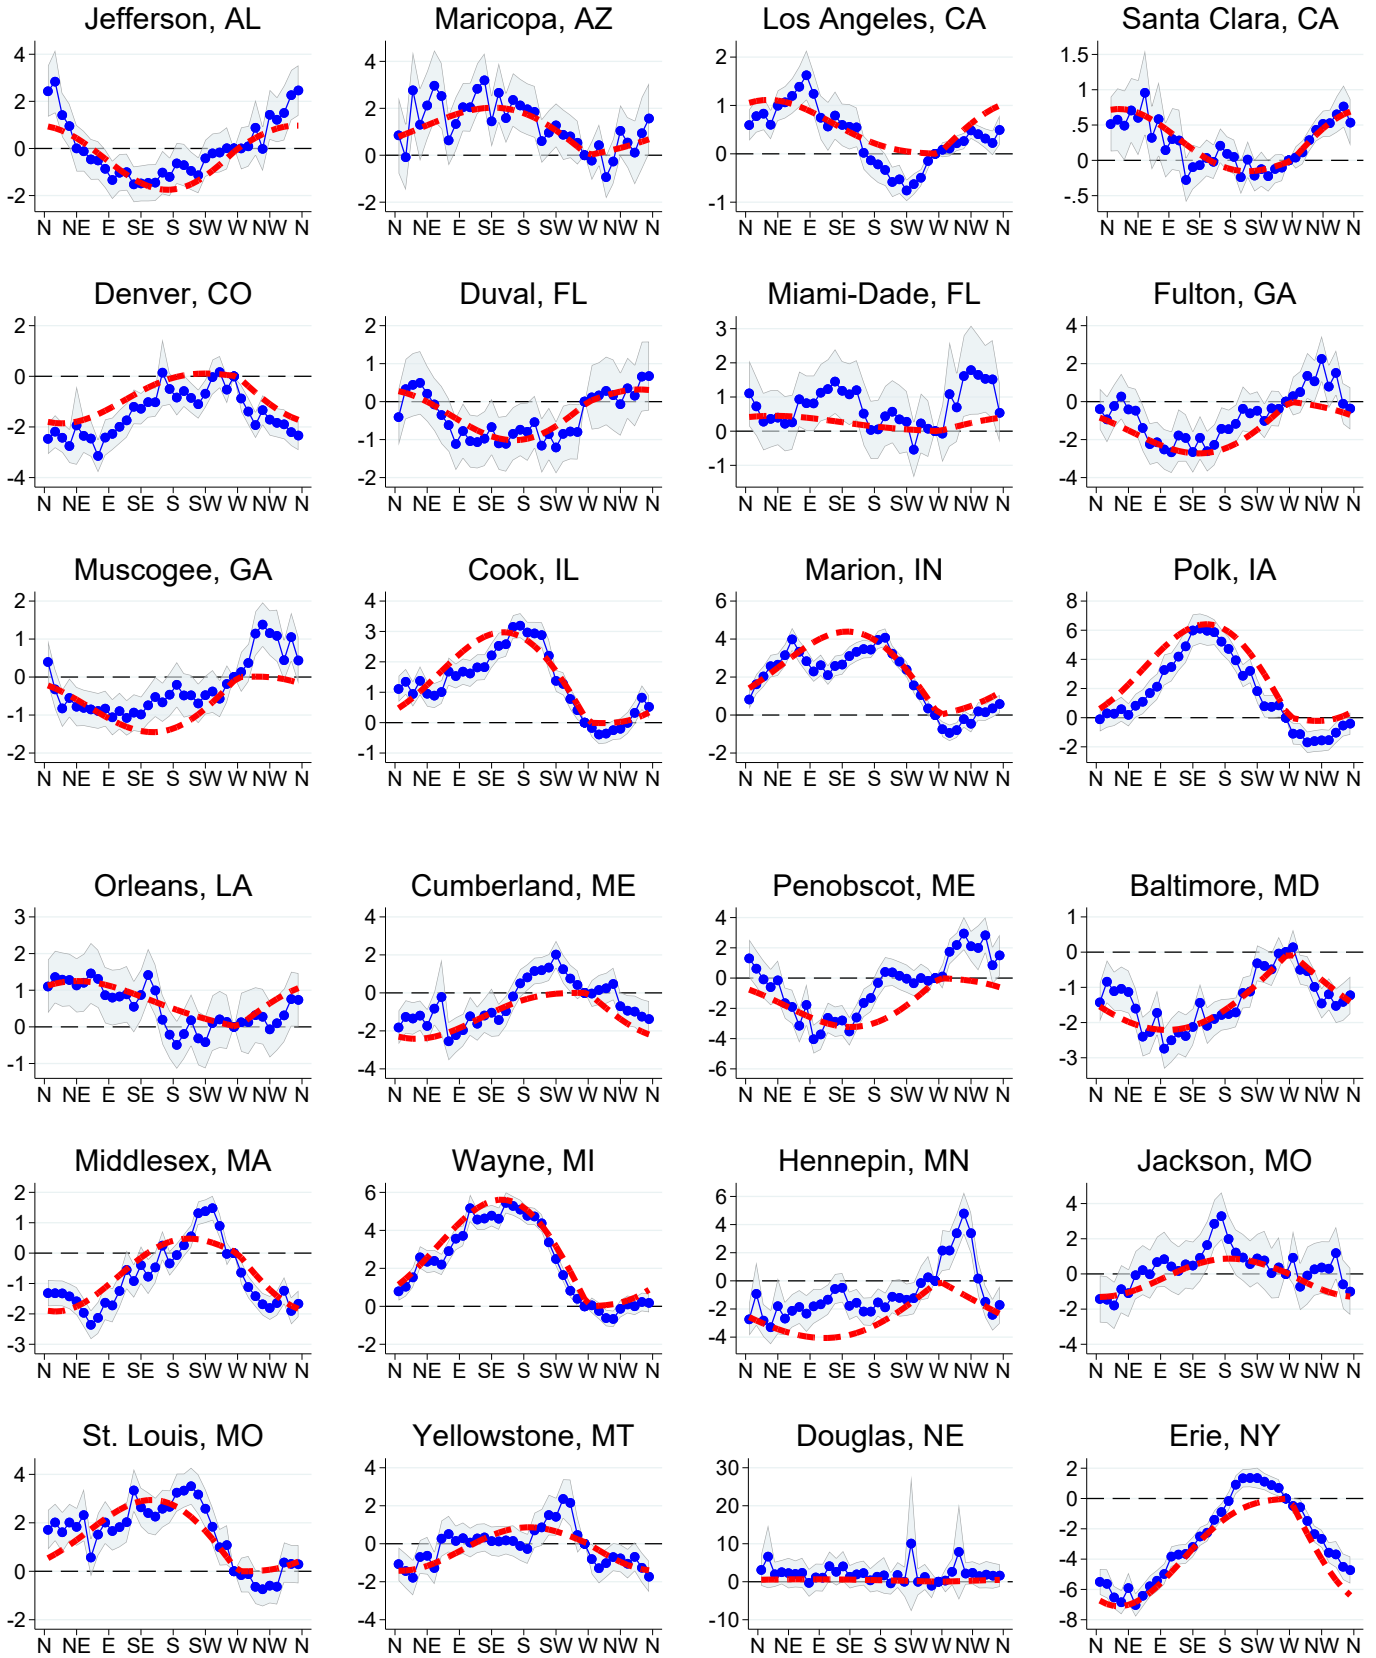 Jefferson, AL
4
2
0
-2
N NE E SE S SW W NW N
Maricopa, AZ
4
2
0
-2
N NE E SE S SW W NW N
Los Angeles, CA
2
1
0
-1
N NE E SE S SW W NW N
Santa Clara, CA
1.5
1
.5
0
-.5
N NE E SE S SW W NW N
Denver, CO
2
0
-2
-4
N NE E SE S SW W NW N
Duval, FL
2
1
0
-1
-2
N NE E SE S SW W NW N
Miami-Dade, FL
3
2
1
0
-1
N NE E SE S SW W NW N
Fulton, GA
4
2
0
-2
-4
N NE E SE S SW W NW N
Muscogee, GA
2
1
0
-1
-2
N NE E SE S SW W NW N
Cook, IL
4
3
2
1
0
-1
N NE E SE S SW W NW N
Marion, IN
6
4
2
0
-2
N NE E SE S SW W NW N
Polk, IA
8
6
4
2
0
-2
N NE E SE S SW W NW N
Orleans, LA
3
2
1
0
-1
N NE E SE S SW W NW N
Cumberland, ME
4
2
0
-2
-4
N NE E SE S SW W NW N
Penobscot, ME
4
2
0
-2
-4
-6
N NE E SE S SW W NW N
Baltimore, MD
1
0
-1
-2
-3
N NE E SE S SW W NW N
Middlesex, MA
2
1
0
-1
-2
-3
N NE E SE S SW W NW N
Wayne, MI
6
4
2
0
-2
N NE E SE S SW W NW N
Hennepin, MN
6
4
2
0
-2
-4
N NE E SE S SW W NW N
Jackson, MO
4
2
0
-2
-4
N NE E SE S SW W NW N
St. Louis, MO
4
2
0
-2
N NE E SE S SW W NW N
Yellowstone, MT
4
2
0
-2
-4
N NE E SE S SW W NW N
Douglas, NE
30
20
10
0
-10
N NE E SE S SW W NW N
Erie, NY
2
0
-2
-4
-6
-8
N NE E SE S SW W NW N